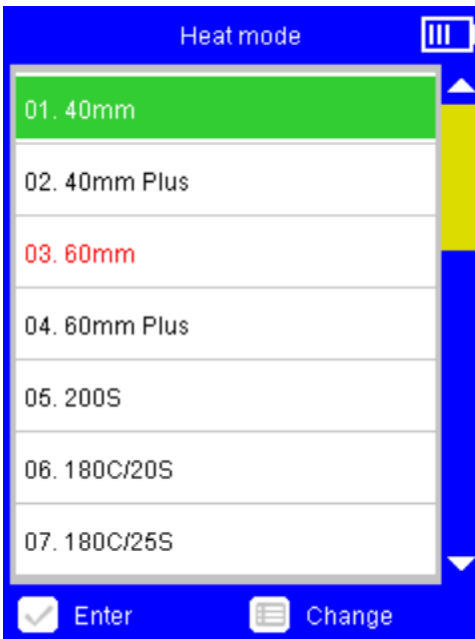 Heat mode
01. 40mm
02. 40mm Plus
03. 60mm
04. 60mm Plus
05. 200S
06. 180C/20S
07. 180C/25S
Enter Change